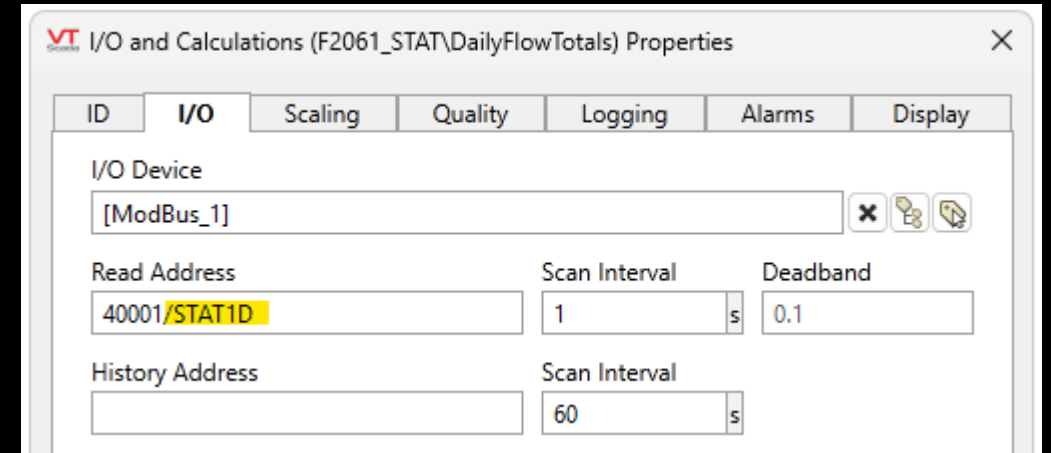 VT Scada I/O and Calculations (F2061_STAT\DailyFlowTotals) Properties
ID I/O Scaling Quality Logging Alarms Display
I/O Device
[ModBus_1]
Read Address Scan Interval Deadband
40001/STAT1D 1 s 0.1
History Address Scan Interval
60 s